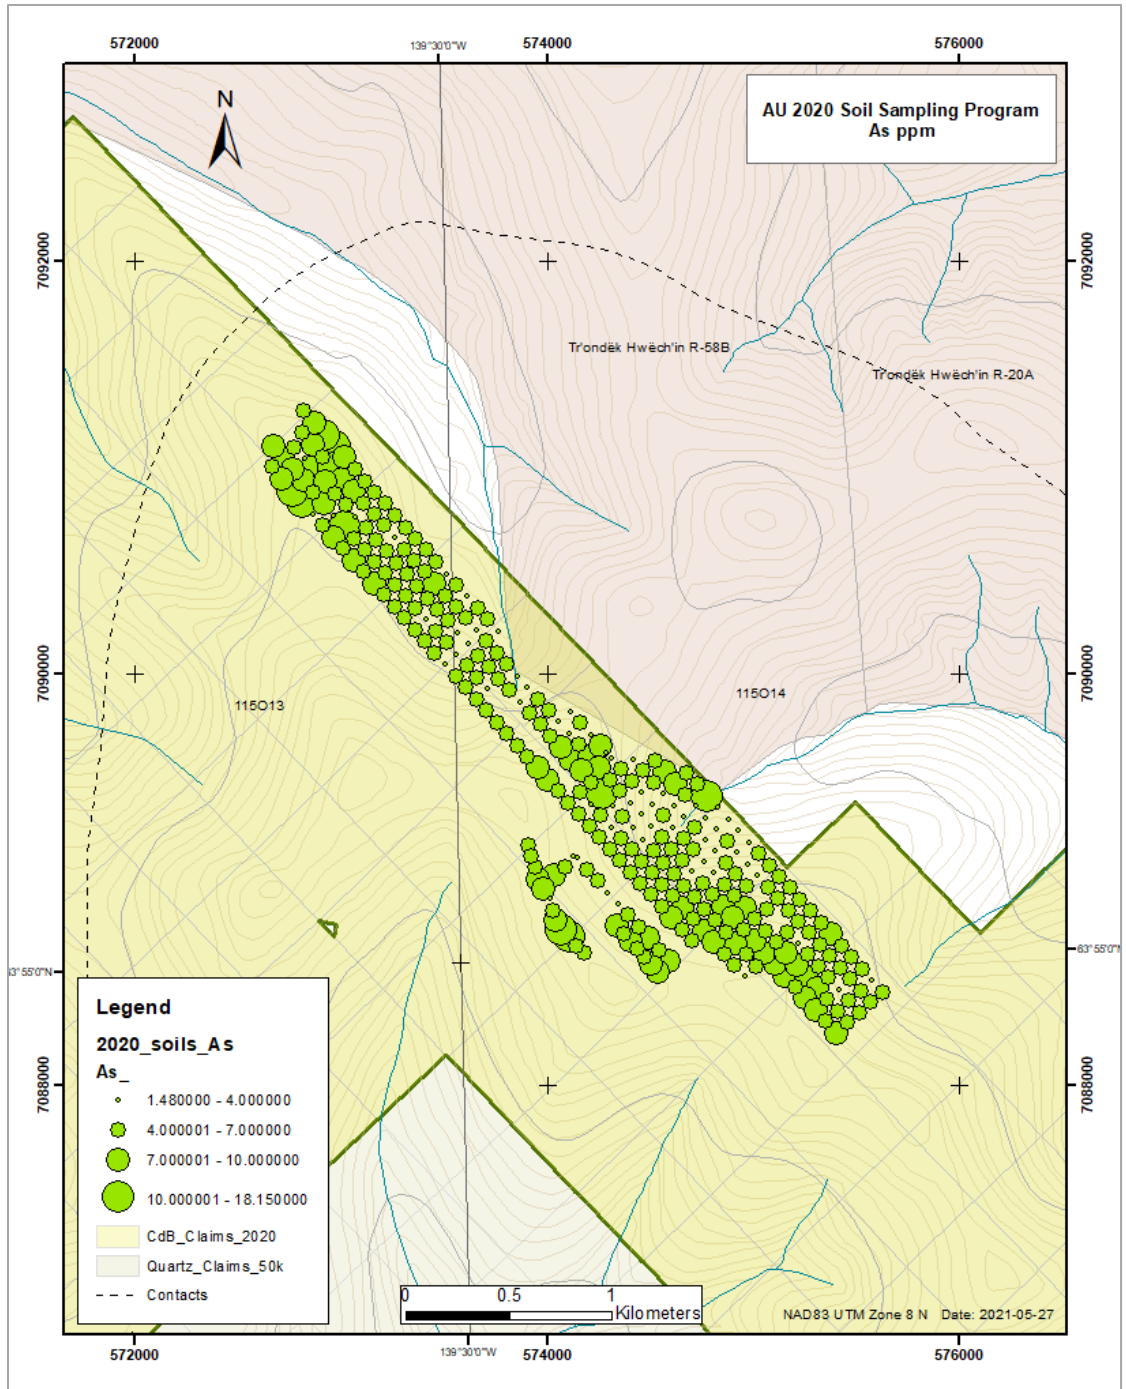 572000
139°30'0"W
574000
576000
N
AU 2020 Soil Sampling Program
As ppm
7092000
7092000
Tr'ondëk Hwëch'in R-58B
Tr'ondëk Hwëch'in R-20A
7090000
7090000
115O13
115O14
63°55'0"N
63°55'0"N
Legend
2020_soils_As
As_
1.480000 - 4.000000
4.000001 - 7.000000
7.000001 - 10.000000
10.000001 - 18.150000
CdB_Claims_2020
Quartz_Claims_50k
Contacts
7088000
7088000
0 0.5 1
Kilometers
NAD83 UTM Zone 8 N Date: 2021-05-27
572000
139°30'0"W
574000
576000